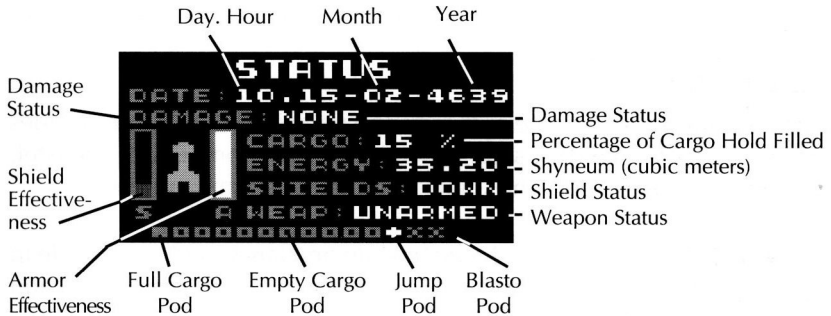 Day. Hour Month Year
STATUS
DATE:10.15-02-4639
DAMAGE:NONE
CARGO:15 %
ENERGY:35.20
SHIELDS:DOWN
S A WEAP:UNARMED
XX
Damage
Status
Shield
Effective-
ness
Armor
Effectiveness
Damage Status
Percentage of Cargo Hold Filled
Shyneum (cubic meters)
Shield Status
Weapon Status
Full Cargo
Pod
Empty Cargo
Pod
Jump
Pod
Blasto
Pod